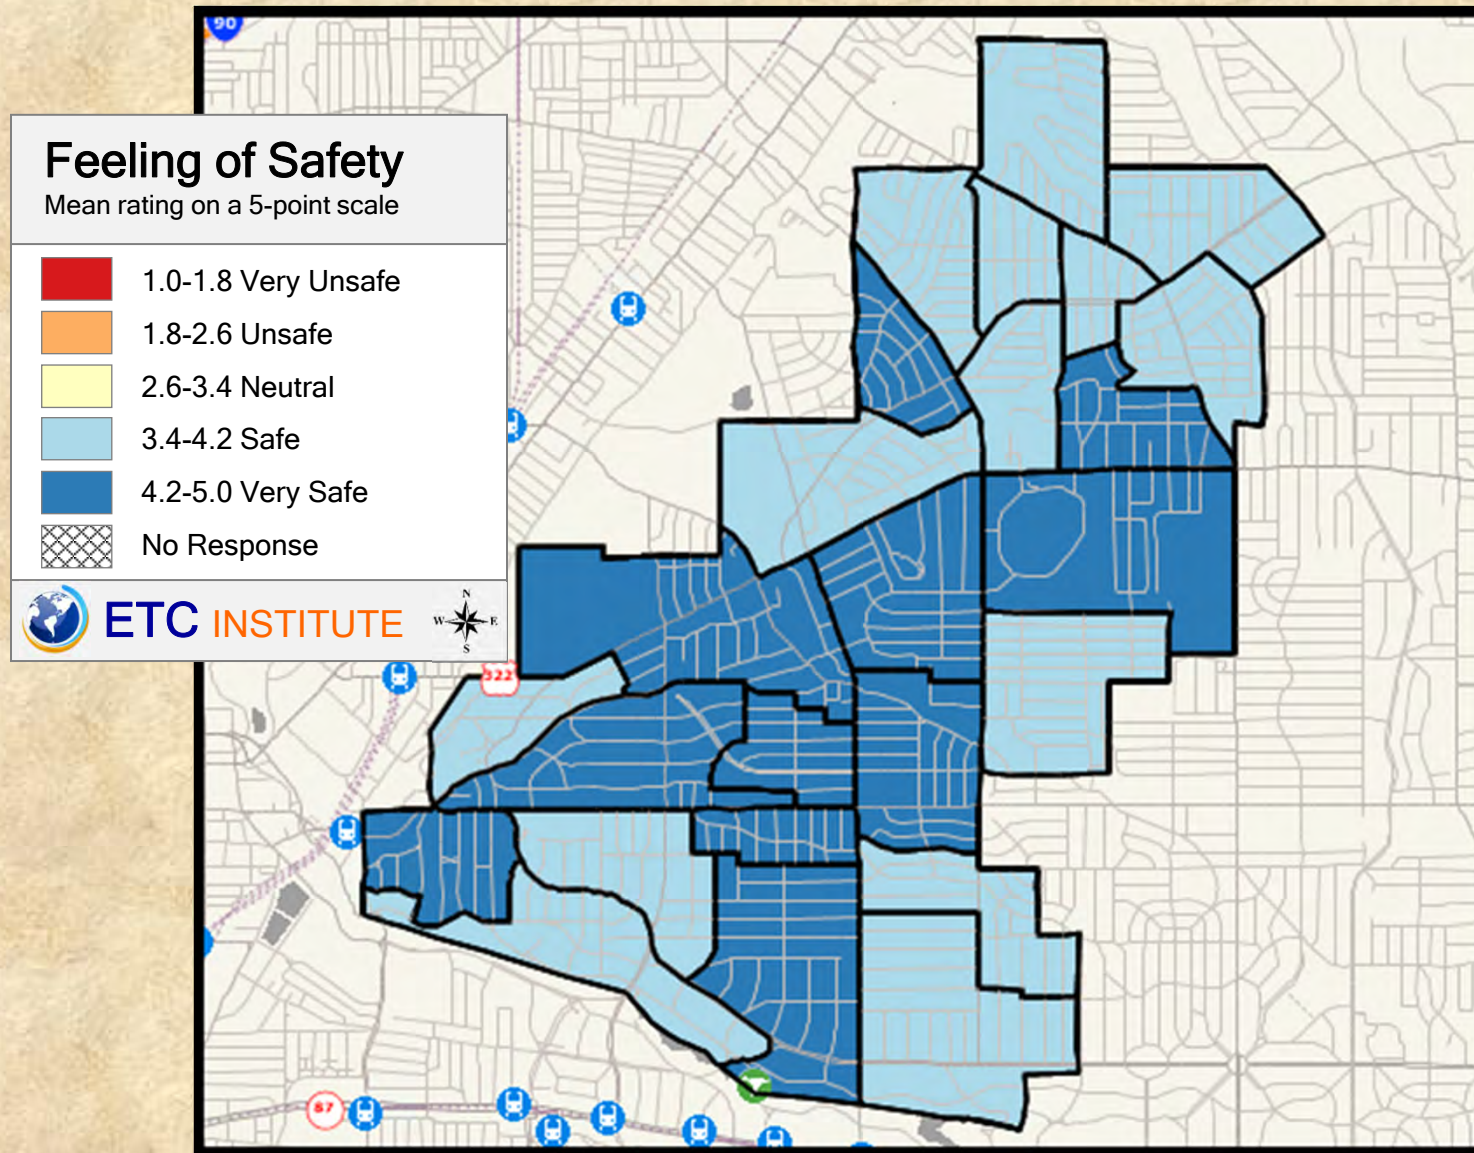 90
Feeling of Safety
Mean rating on a 5-point scale
1.0-1.8 Very Unsafe
1.8-2.6 Unsafe
2.6-3.4 Neutral
3.4-4.2 Safe
4.2-5.0 Very Safe
No Response
ETC INSTITUTE
N
W E
S
322
87